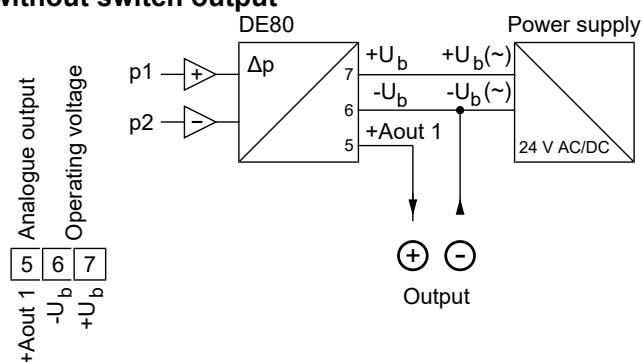 without switch output
DE80
Power supply
p1
+
Δp
7
+Ub
+Ub(~)
p2
−
6
-Ub
-Ub(~)
5
+Aout 1
24 V AC/DC
Analogue output
Operating voltage
5 6 7
+Aout 1
-Ub
+Ub
+ −
Output